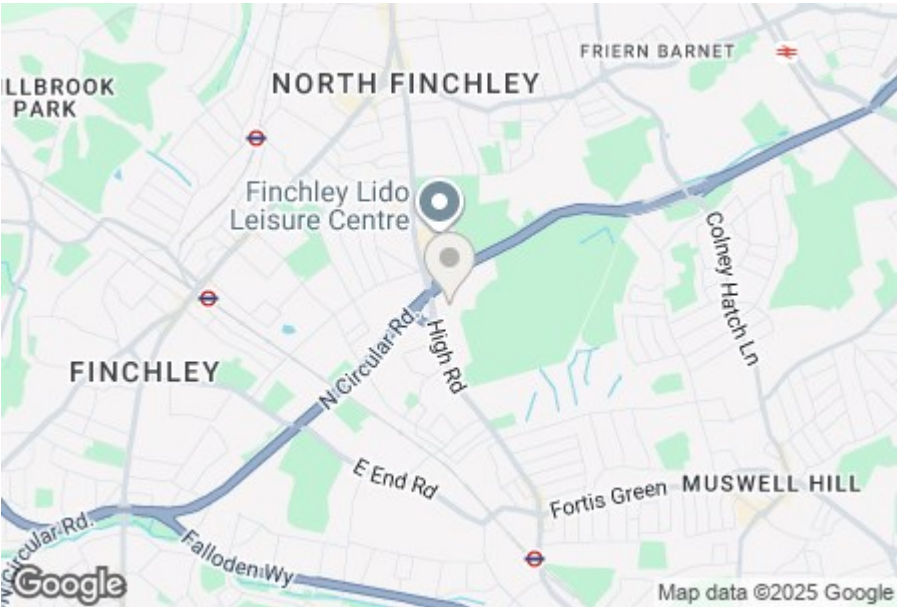 FRIERN BARNET
NORTH FINCHLEY
ILLBROOK
PARK
Finchley Lido
Leisure Centre
Colney Hatch Ln
N Circular Rd.
High Rd
FINCHLEY
E End Rd
Fortis Green
MUSWELL HILL
N Circular Rd.
Falloden Wy
Google
Map data ©2025 Google